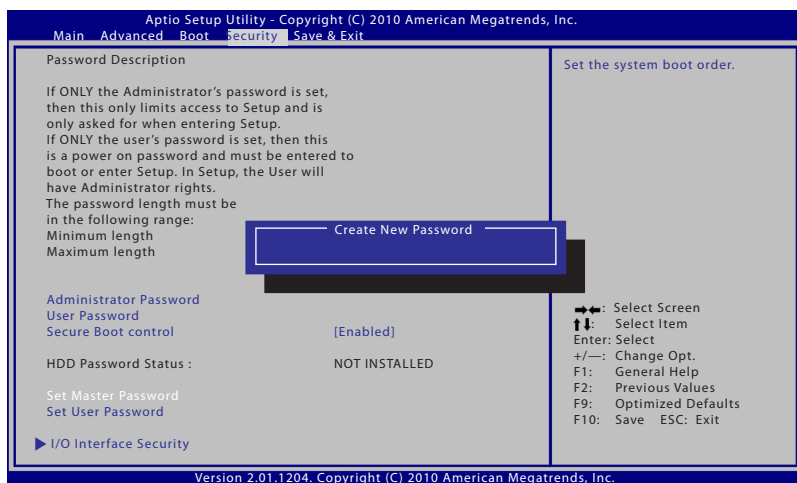 Aptio Setup Utility - Copyright (C) 2010 American Megatrends, Inc.
Main Advanced Boot Security Save & Exit
Password Description
If ONLY the Administrator's password is set,
then this only limits access to Setup and is
only asked for when entering Setup.
If ONLY the user's password is set, then this
is a power on password and must be entered to
boot or enter Setup. In Setup, the User will
have Administrator rights.
The password length must be
in the following range:
Minimum length
Maximum length
Create New Password
Administrator Password
User Password
Secure Boot control [Enabled]
HDD Password Status : NOT INSTALLED
Set Master Password
Set User Password
I/O Interface Security
Set the system boot order.
→←: Select Screen
↑↓: Select Item
Enter: Select
+/—: Change Opt.
F1: General Help
F2: Previous Values
F9: Optimized Defaults
F10: Save ESC: Exit
Version 2.01.1204. Copyright (C) 2010 American Megatrends, Inc.